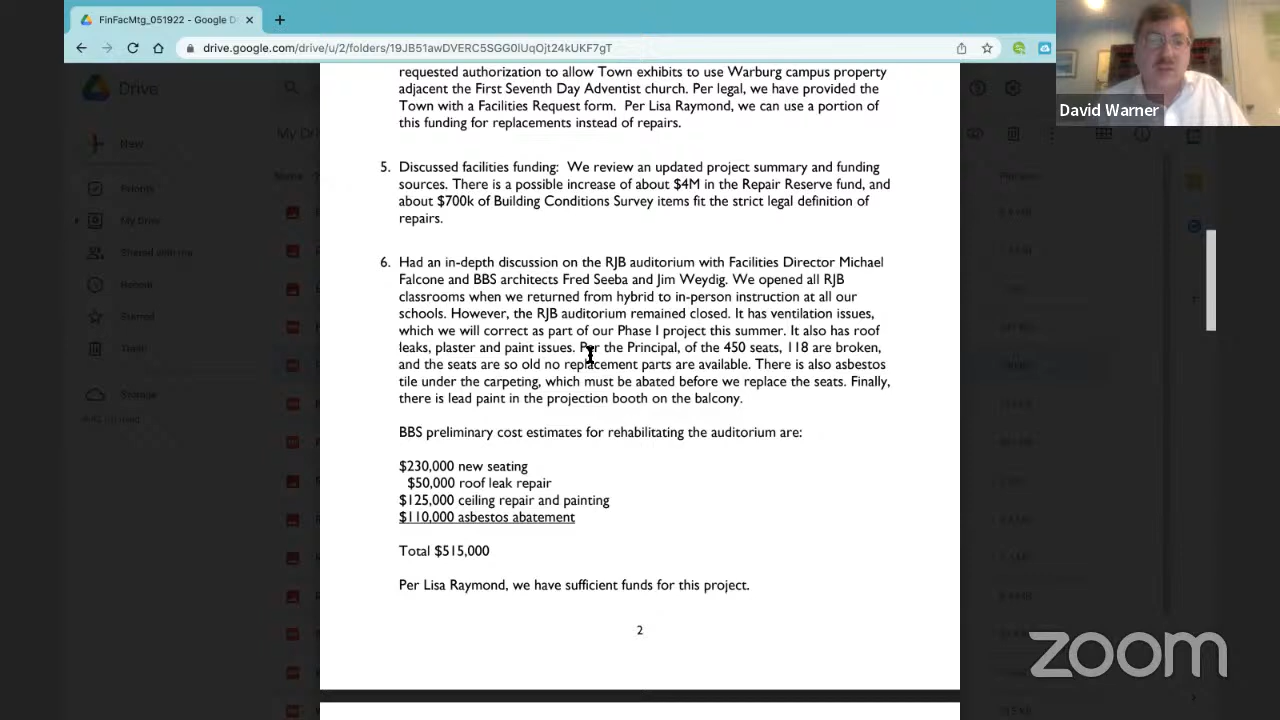 FinFacMtg_051922 - Google D
drive.google.com/drive/u/2/folders/19JB51awDVERC5SGG0lUqOjt24kUKF7gT
David Warner
Drive
New
Priority
My Drive
Shared with me
Recent
Starred
Trash
Storage
requested authorization to allow Town exhibits to use Warburg campus property
adjacent the First Seventh Day Adventist church. Per legal, we have provided the
Town with a Facilities Request form. Per Lisa Raymond, we can use a portion of
this funding for replacements instead of repairs.
5. Discussed facilities funding: We review an updated project summary and funding
sources. There is a possible increase of about $4M in the Repair Reserve fund, and
about $700k of Building Conditions Survey items fit the strict legal definition of
repairs.
6. Had an in-depth discussion on the RJB auditorium with Facilities Director Michael
Falcone and BBS architects Fred Seeba and Jim Weydig. We opened all RJB
classrooms when we returned from hybrid to in-person instruction at all our
schools. However, the RJB auditorium remained closed. It has ventilation issues,
which we will correct as part of our Phase I project this summer. It also has roof
leaks, plaster and paint issues. Per the Principal, of the 450 seats, 118 are broken,
and the seats are so old no replacement parts are available. There is also asbestos
tile under the carpeting, which must be abated before we replace the seats. Finally,
there is lead paint in the projection booth on the balcony.
BBS preliminary cost estimates for rehabilitating the auditorium are:
$230,000 new seating
$50,000 roof leak repair
$125,000 ceiling repair and painting
$110,000 asbestos abatement
Total $515,000
Per Lisa Raymond, we have sufficient funds for this project.
2
zoom